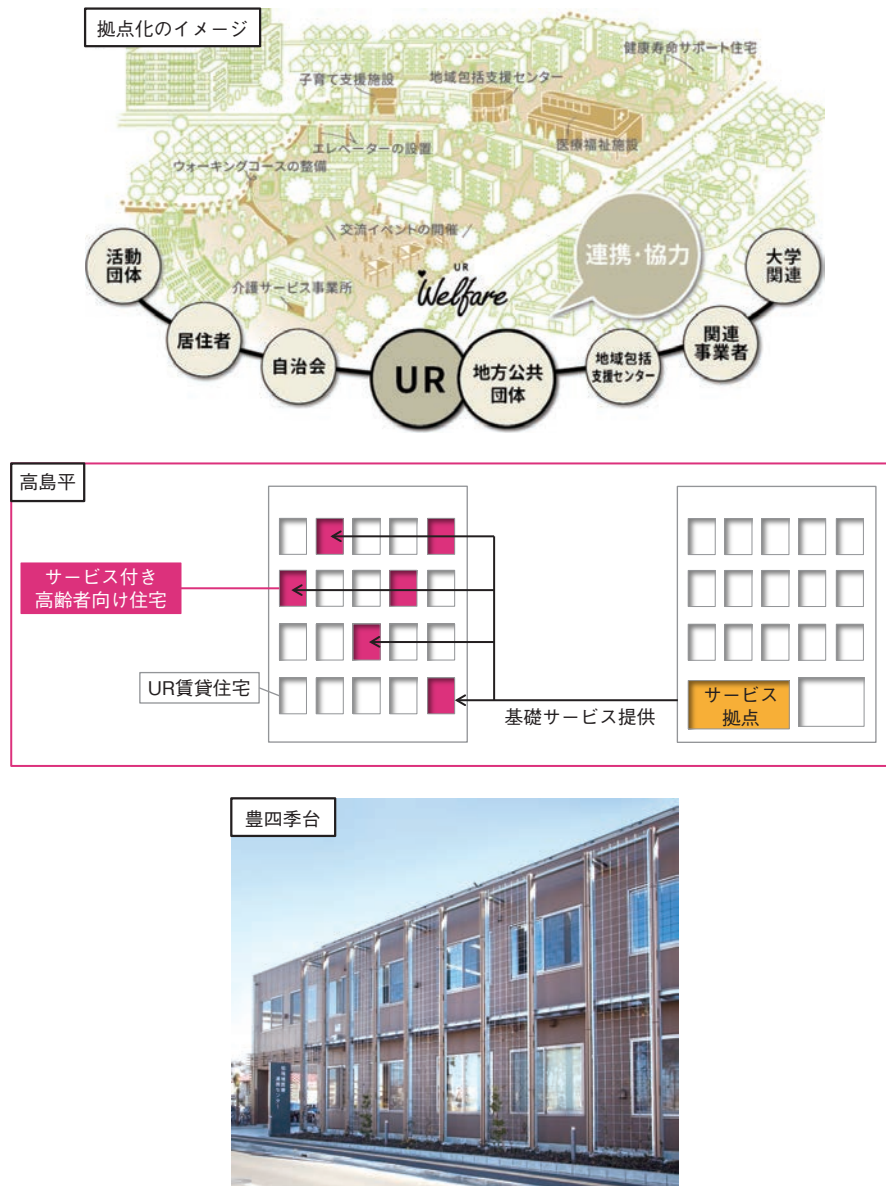 拠点化のイメージ
健康寿命サポート住宅
子育て支援施設
地域包括支援センター
エレベーターの設置
医療福祉施設
ウォーキングコースの整備
\ 交流イベントの開催 /
介護サービス事業所
UR
Welfare
連携・協力
活動
団体
居住者
自治会
UR
地方公共
団体
地域包括
支援センター
関連
事業者
大学
関連
高島平
サービス付き
高齢者向け住宅
UR賃貸住宅
基礎サービス提供
サービス
拠点
豊四季台